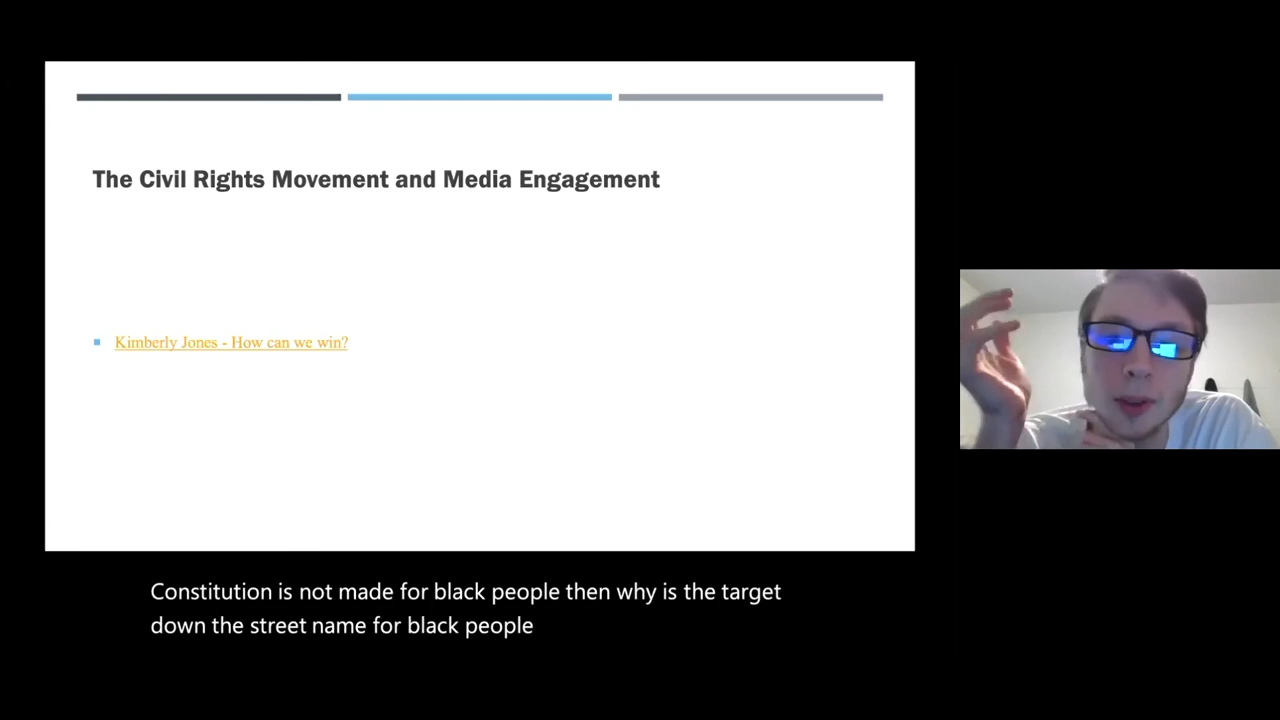 The Civil Rights Movement and Media Engagement
Kimberly Jones - How can we win?
Constitution is not made for black people then why is the target
down the street name for black people